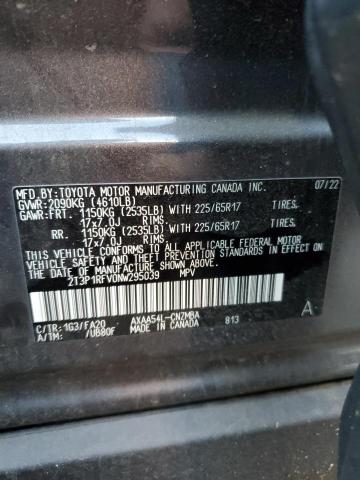 MFD.BY:TOYOTA MOTOR MANUFACTURING CANADA INC. 07/22
GVWR:2090KG (4610LB)
GAWR:FRT. 1150KG (2535LB) WITH 225/65R17 TIRES,
17x7.0J
RR. 1150KG (2535LB) WITH 225/65R17 TIRES,
17x7.0J
THIS VEHICLE CONFORMS TO ALL APPLICABLE FEDERAL MOTOR
VEHICLE SAFETY AND THEFT PREVENTION STANDARDS IN EFFECT ON
THE DATE OF MANUFACTURE SHOWN ABOVE.
2T3P1RFV0NW295039 MPV
C/TR:1G3/FA20 AXAA54L-CNZMBA 813 A
A/TM: /UB80F MADE IN CANADA